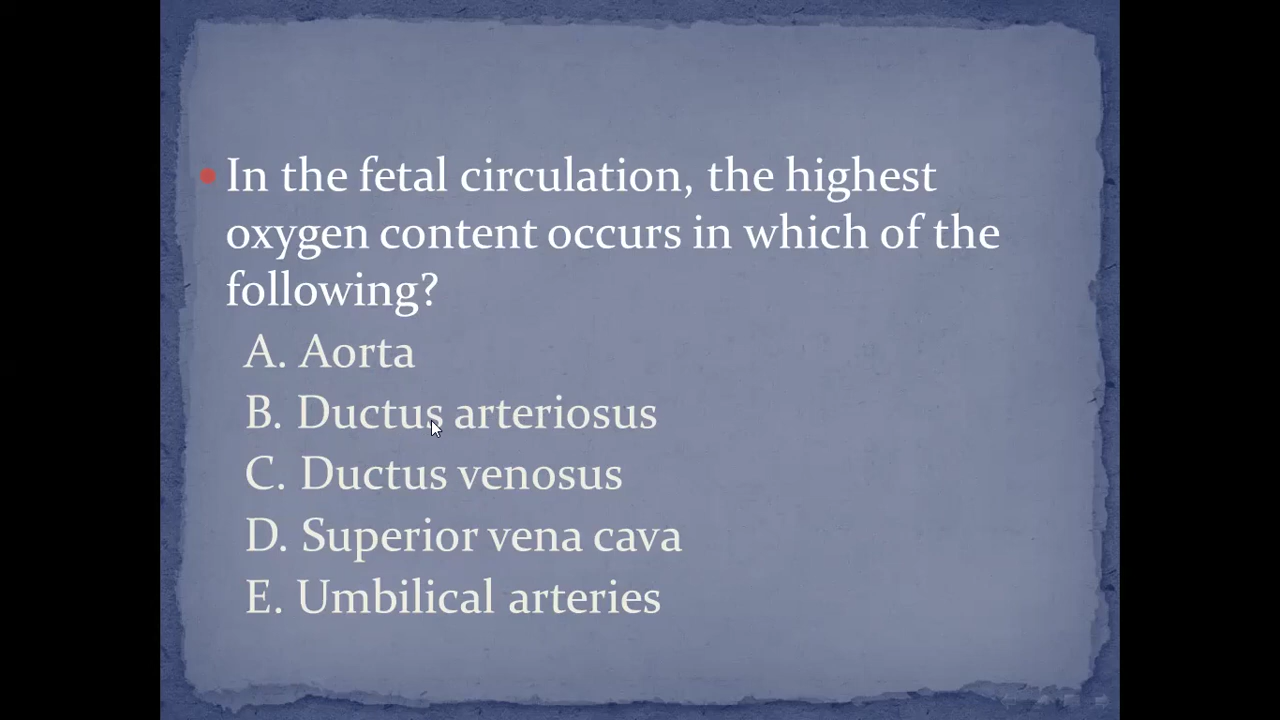 In the fetal circulation, the highest
oxygen content occurs in which of the
following?
A. Aorta
B. Ductus arteriosus
C. Ductus venosus
D. Superior vena cava
E. Umbilical arteries